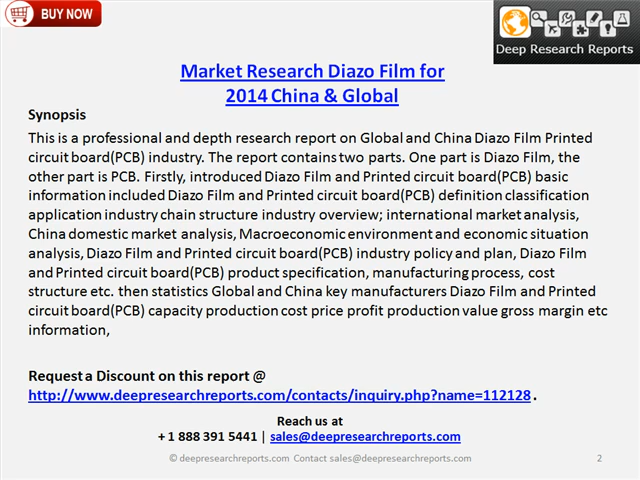 BUY NOW
Deep Research Reports
Market Research Diazo Film for
2014 China & Global
Synopsis
This is a professional and depth research report on Global and China Diazo Film Printed
circuit board(PCB) industry. The report contains two parts. One part is Diazo Film, the
other part is PCB. Firstly, introduced Diazo Film and Printed circuit board(PCB) basic
information included Diazo Film and Printed circuit board(PCB) definition classification
application industry chain structure industry overview; international market analysis,
China domestic market analysis, Macroeconomic environment and economic situation
analysis, Diazo Film and Printed circuit board(PCB) industry policy and plan, Diazo Film
and Printed circuit board(PCB) product specification, manufacturing process, cost
structure etc. then statistics Global and China key manufacturers Diazo Film and Printed
circuit board(PCB) capacity production cost price profit production value gross margin etc
information,
Request a Discount on this report @
http://www.deepresearchreports.com/contacts/inquiry.php?name=112128 .
Reach us at
+ 1 888 391 5441 | sales@deepresearchreports.com
© deepresearchreports.com Contact sales@deepresearchreports.com
2